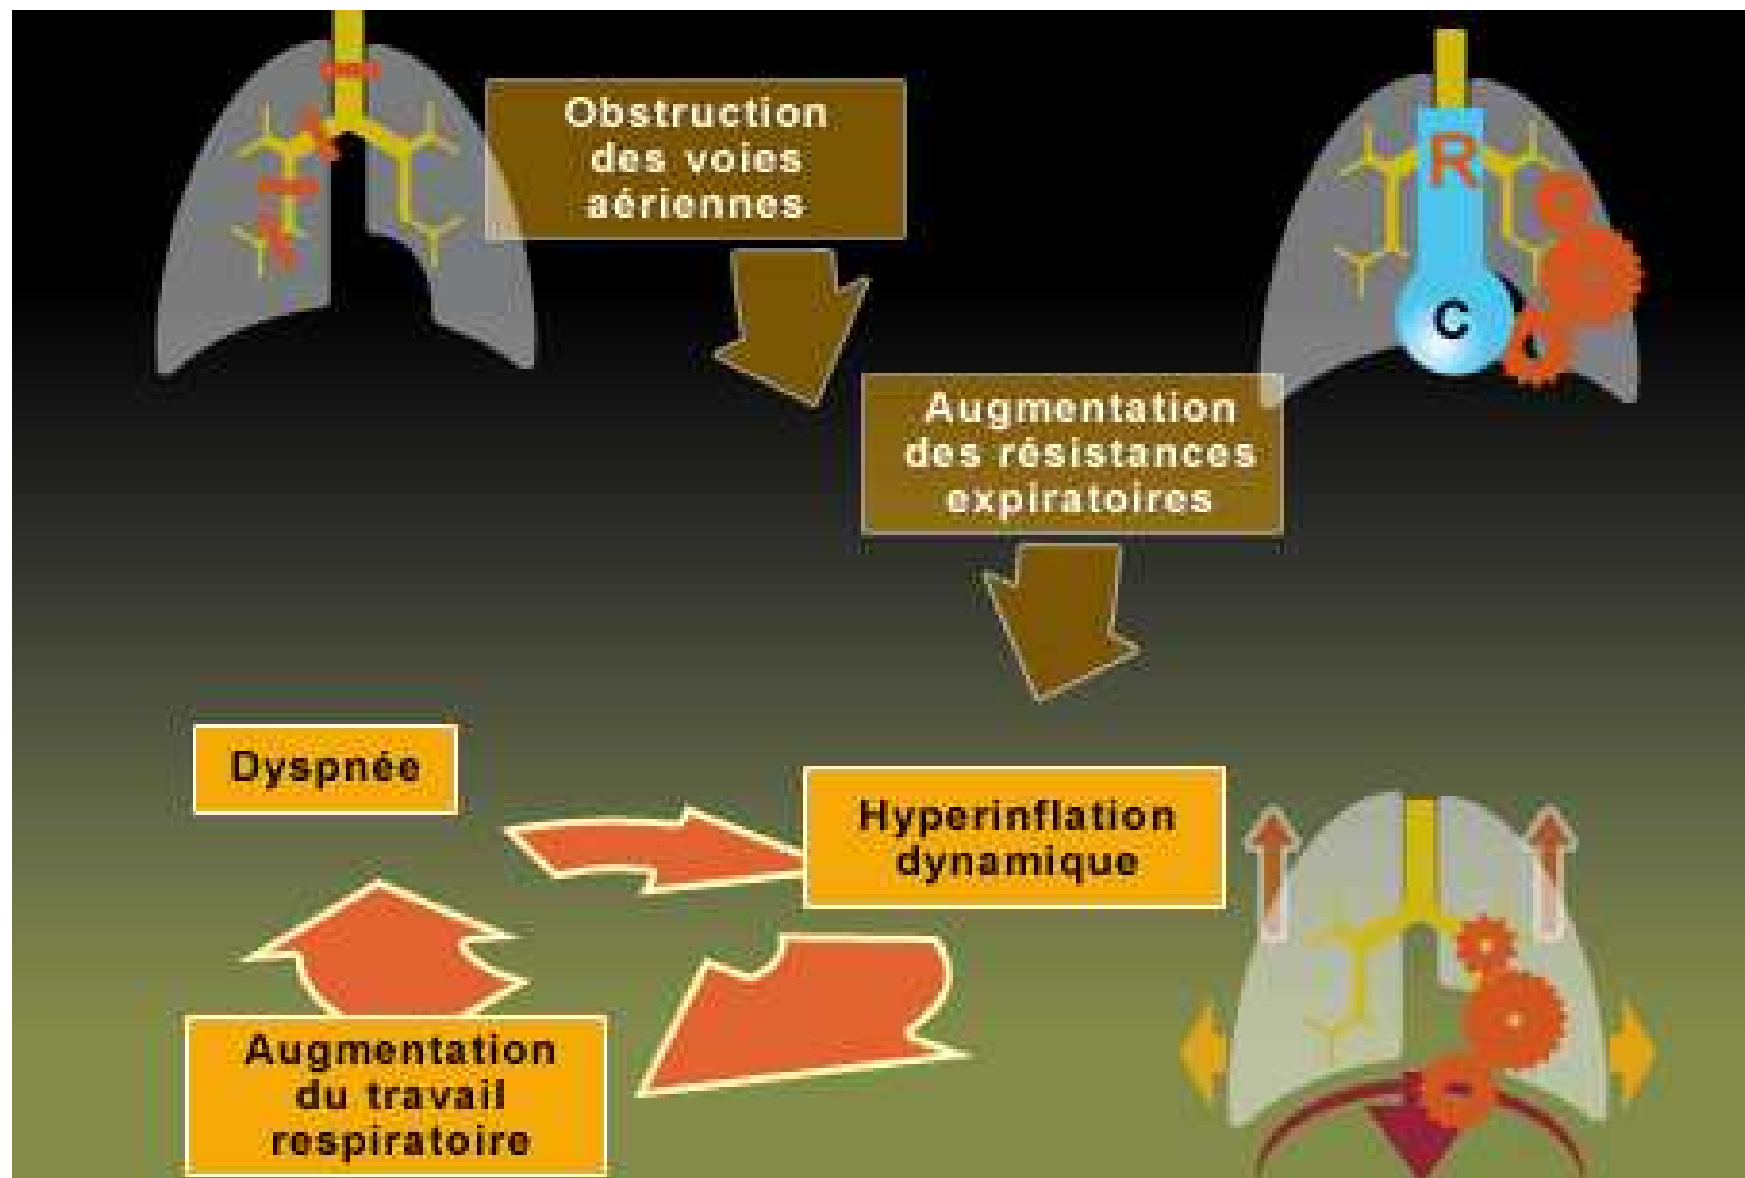 Obstruction
des voies
aériennes
R
C
Augmentation
des résistances
expiratoires
Dyspnée
Hyperinflation
dynamique
Augmentation
du travail
respiratoire